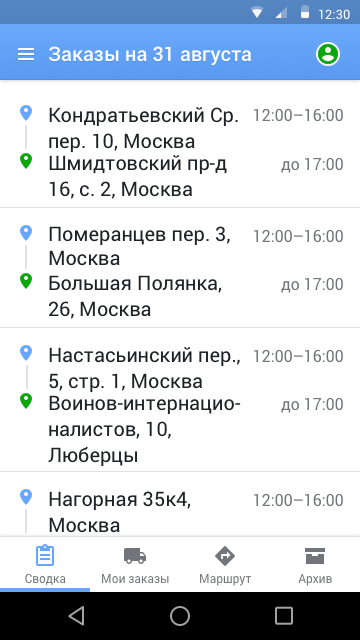 12:30
Заказы на 31 августа
Кондратьевский Ср. 12:00–16:00
пер. 10, Москва
Шмидтовский пр-д до 17:00
16, с. 2, Москва
Померанцев пер. 3, 12:00–16:00
Москва
Большая Полянка, до 17:00
26, Москва
Настасьинский пер., 12:00–16:00
5, стр. 1, Москва
Воинов-интернацио- до 17:00
налистов, 10,
Люберцы
Нагорная 35к4, 12:00–16:00
Москва
Сводка Мои заказы Маршрут Архив